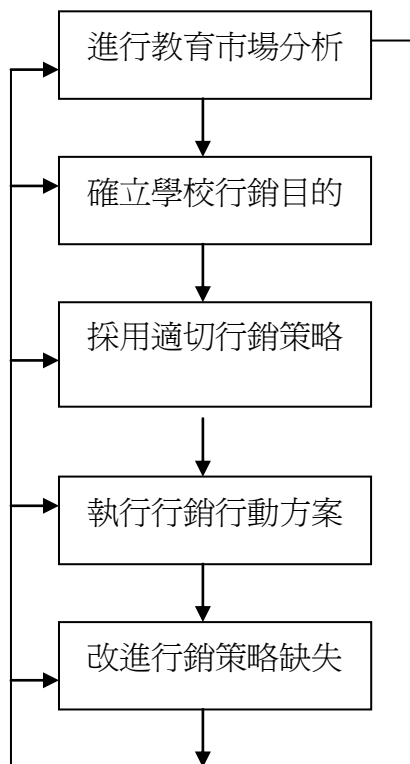 進行教育市場分析
確立學校行銷目的
採用適切行銷策略
執行行銷行動方案
改進行銷策略缺失